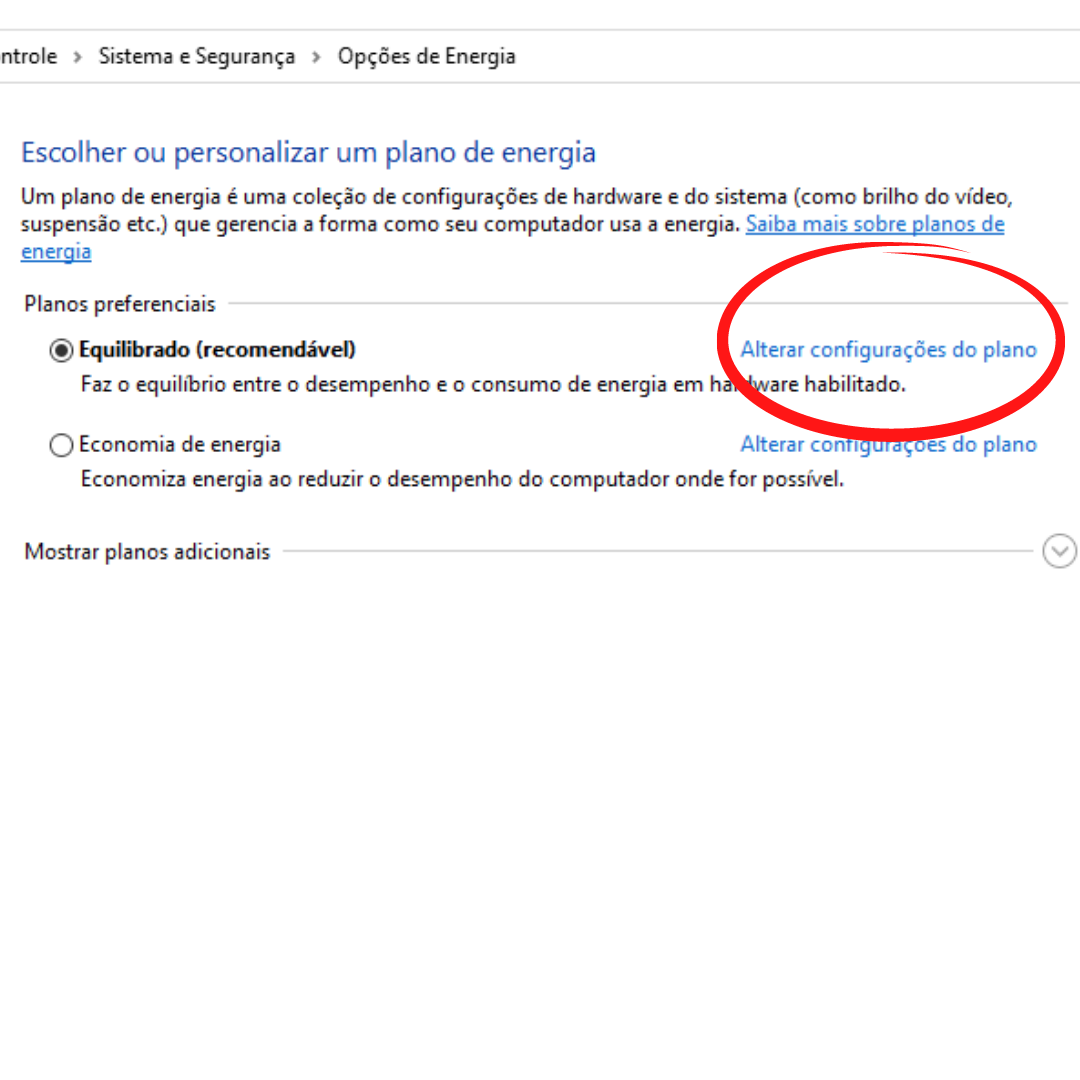 ntrole > Sistema e Segurança > Opções de Energia
Escolher ou personalizar um plano de energia
Um plano de energia é uma coleção de configurações de hardware e do sistema (como brilho do vídeo,
suspensão etc.) que gerencia a forma como seu computador usa a energia. Saiba mais sobre planos de
energia
Planos preferenciais
Equilibrado (recomendável) Alterar configurações do plano
Faz o equilíbrio entre o desempenho e o consumo de energia em hardware habilitado.
Economia de energia Alterar configurações do plano
Economiza energia ao reduzir o desempenho do computador onde for possível.
Mostrar planos adicionais